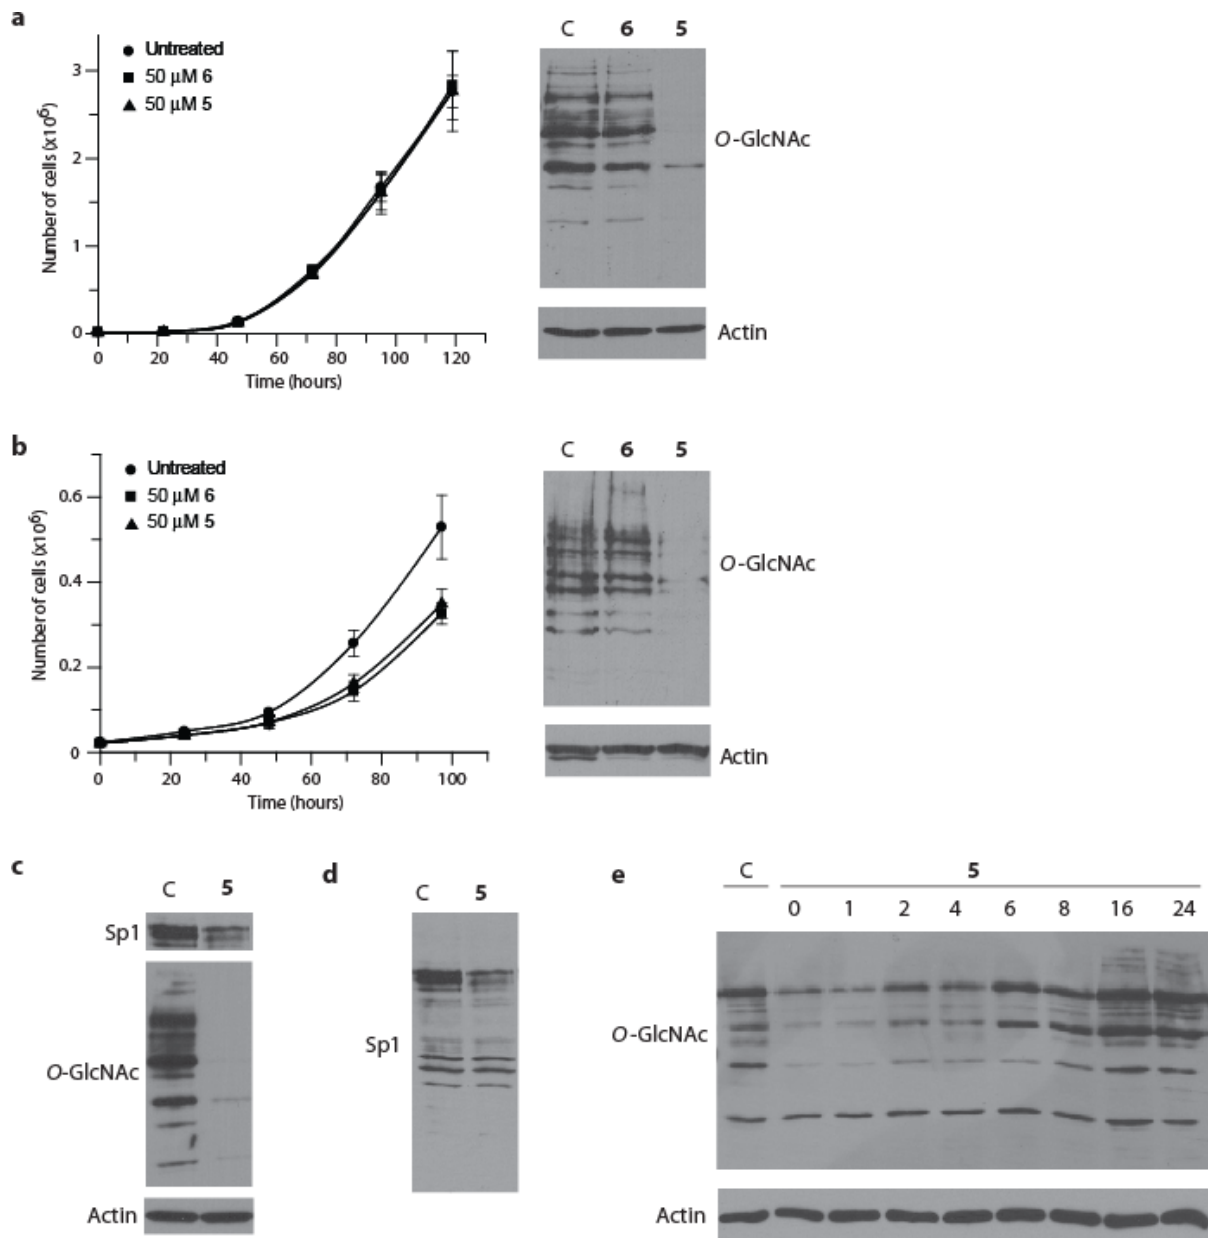 a
Untreated
50 µM 6
50 µM 5
Number of cells (x10⁶)
3
2
1
0
0 20 40 60 80 100 120
Time (hours)
C 6 5
O-GlcNAc
Actin
b
Untreated
50 µM 6
50 µM 5
Number of cells (x10⁶)
0.6
0.4
0.2
0
0 20 40 60 80 100
Time (hours)
C 6 5
O-GlcNAc
Actin
c
C 5
Sp1
O-GlcNAc
Actin
d
C 5
Sp1
e
C 5
0 1 2 4 6 8 16 24
O-GlcNAc
Actin